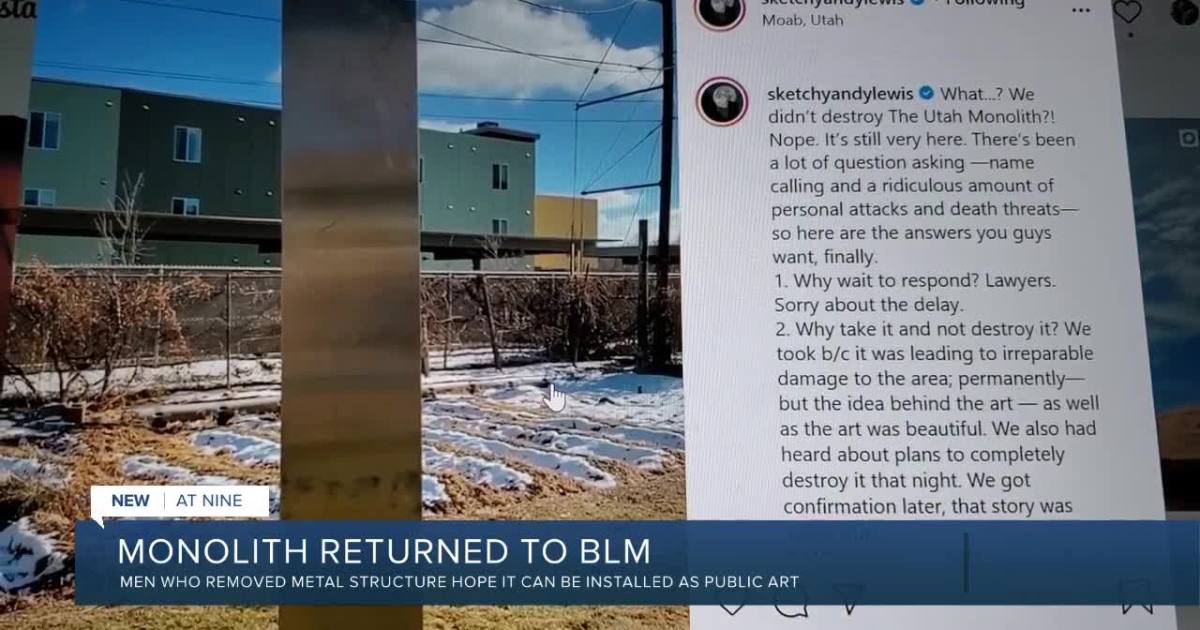 sketchyandylewis • Following
Moab, Utah
sketchyandylewis What...? We
didn't destroy The Utah Monolith?!
Nope. It's still very here. There's been
a lot of question asking —name
calling and a ridiculous amount of
personal attacks and death threats—
so here are the answers you guys
want, finally.
1. Why wait to respond? Lawyers.
Sorry about the delay.
2. Why take it and not destroy it? We
took b/c it was leading to irreparable
damage to the area; permanently—
but the idea behind the art — as well
as the art was beautiful. We also had
heard about plans to completely
destroy it that night. We got
confirmation later, that story was
NEW | AT NINE
MONOLITH RETURNED TO BLM
MEN WHO REMOVED METAL STRUCTURE HOPE IT CAN BE INSTALLED AS PUBLIC ART